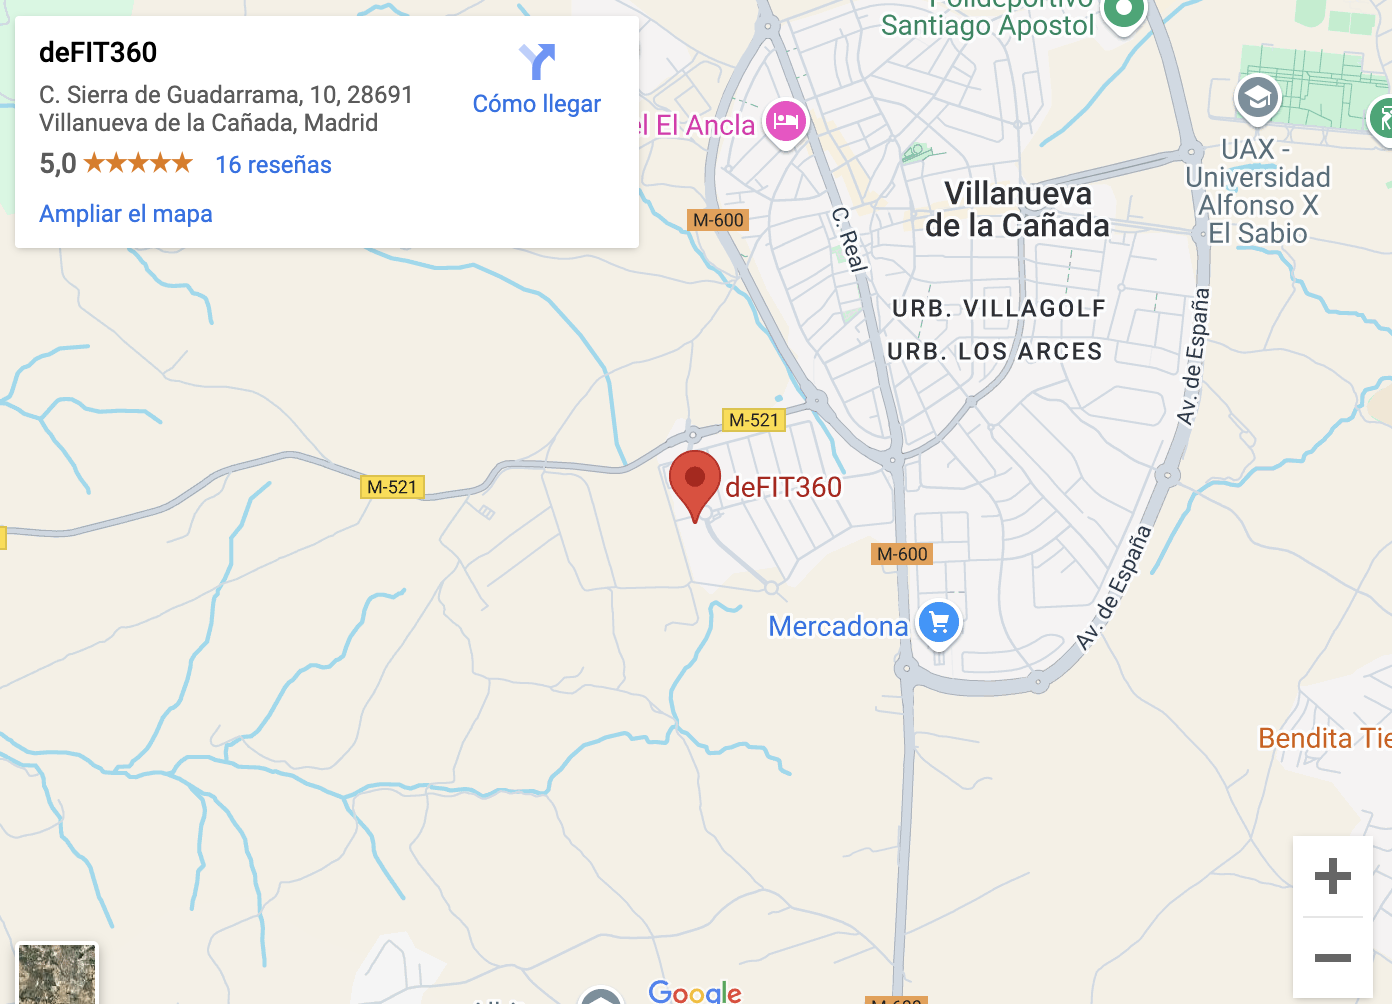 deFIT360
C. Sierra de Guadarrama, 10, 28691
Villanueva de la Cañada, Madrid
5,0
16 reseñas
Ampliar el mapa
Cómo llegar
Polideportivo
Santiago Apostol
El Ancla
UAX -
Universidad
Alfonso X
El Sabio
Villanueva
de la Cañada
M-600
C. Real
URB. VILLAGOLF
URB. LOS ARCES
Av. de España
M-521
M-521
deFIT360
M-600
Av. de España
Mercadona
Bendita
Google
M-600